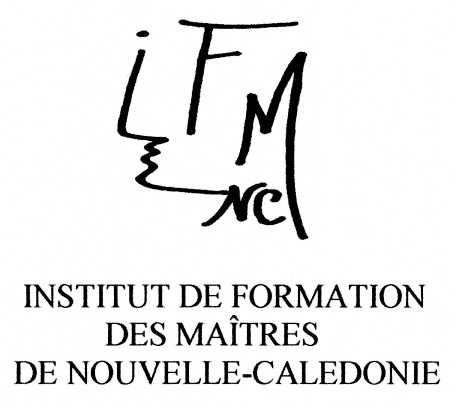 iFM
NC
INSTITUT DE FORMATION
DES MAÎTRES
DE NOUVELLE-CALEDONIE